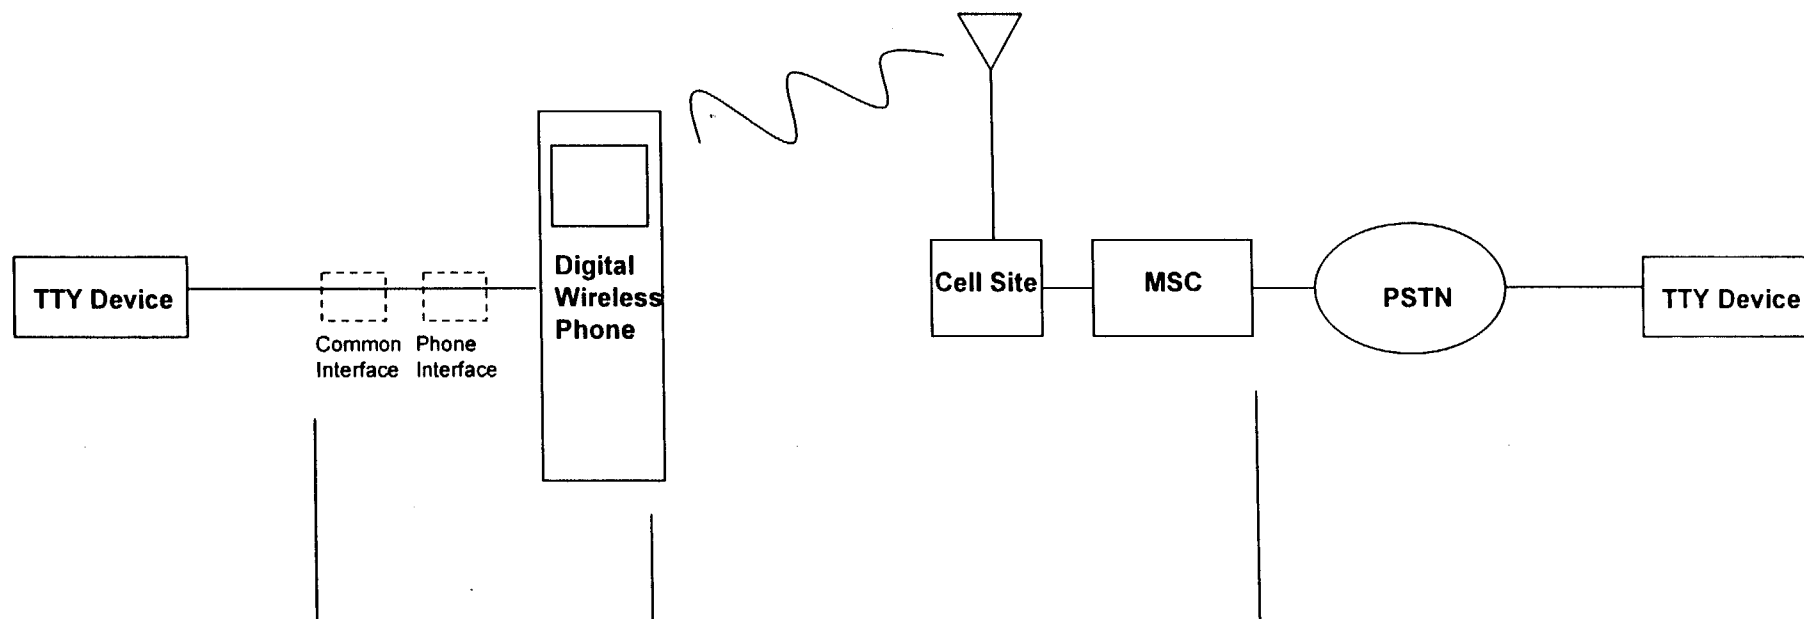 TTY Device
Common
Interface
Phone
Interface
Digital
Wireless
Phone
Cell Site
MSC
PSTN
TTY Device